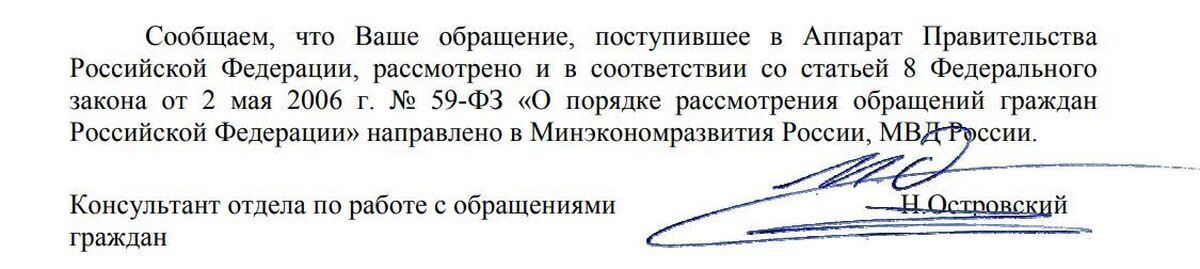 Сообщаем, что Ваше обращение, поступившее в Аппарат Правительства
Российской Федерации, рассмотрено и в соответствии со статьей 8 Федерального
закона от 2 мая 2006 г. № 59-ФЗ «О порядке рассмотрения обращений граждан
Российской Федерации» направлено в Минэкономразвития России, МВД России.
Консультант отдела по работе с обращениями
граждан
Н.Островский